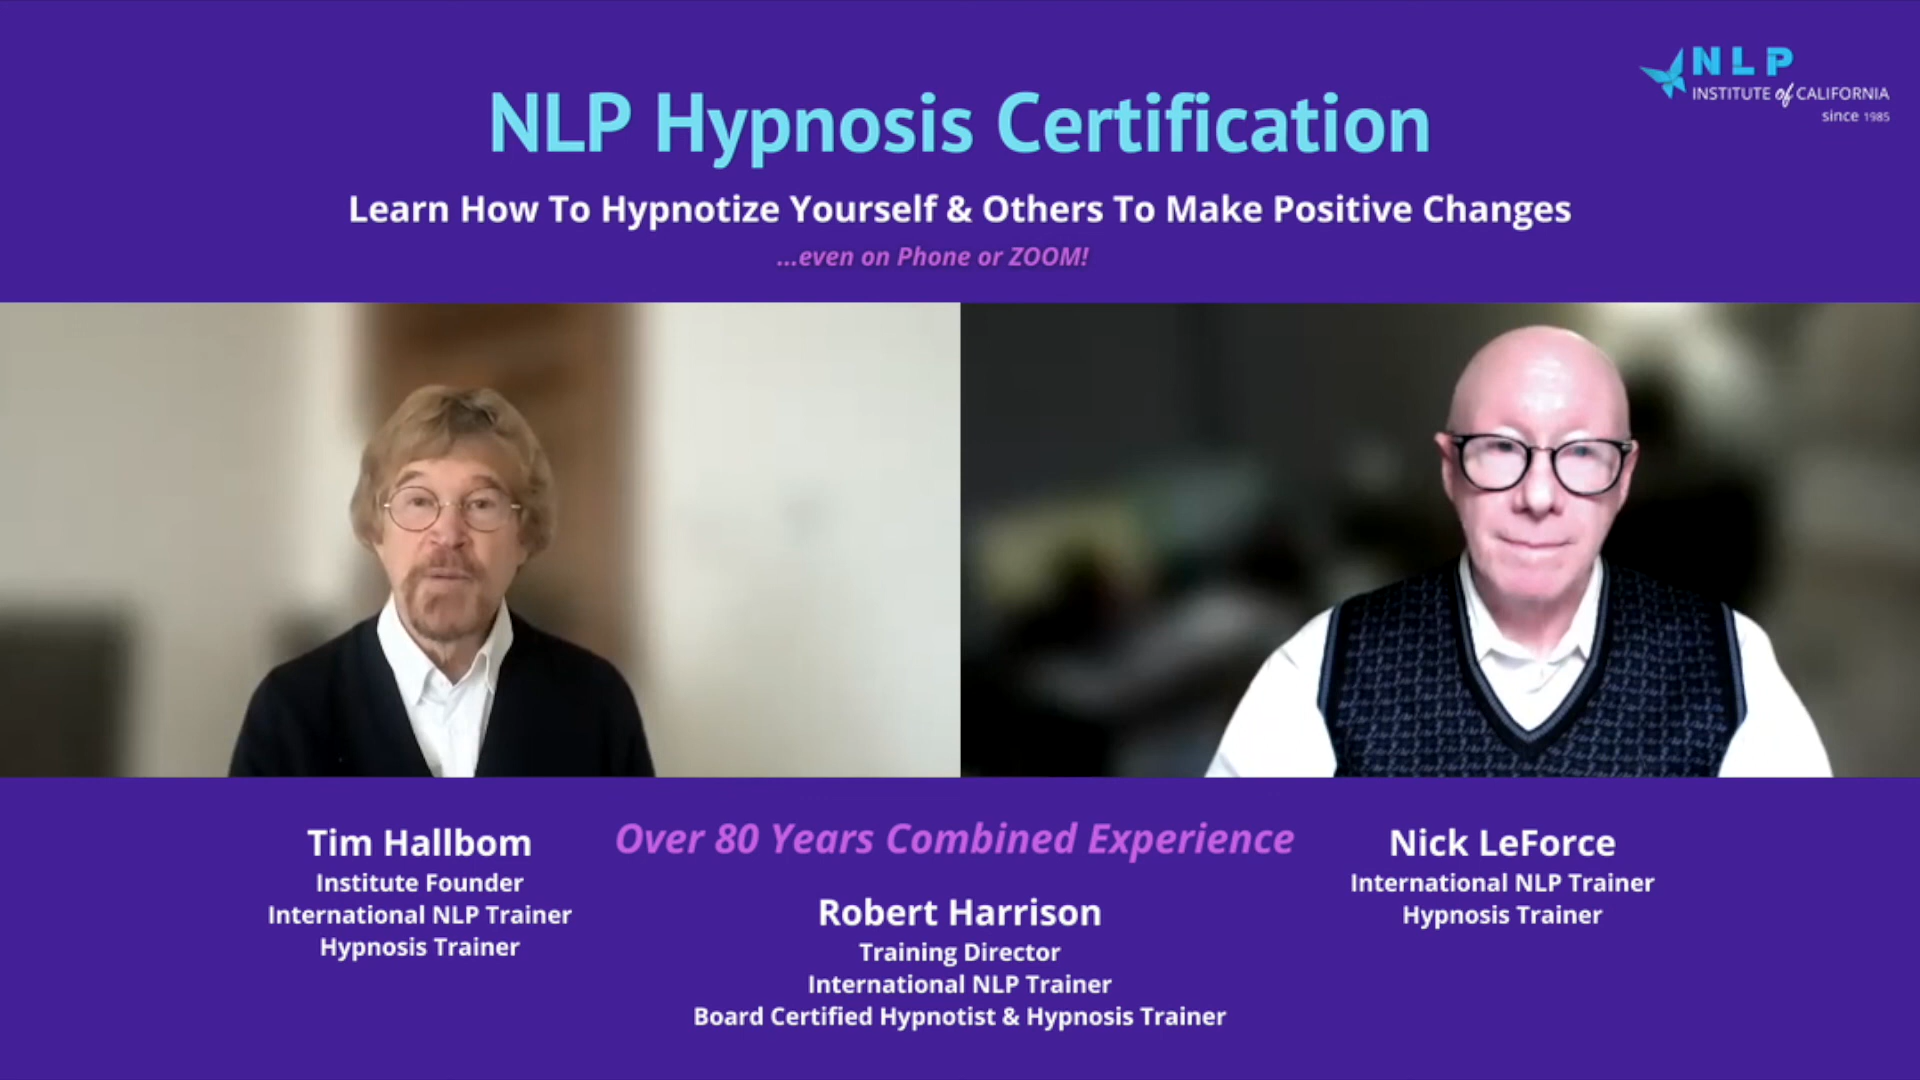 NLP
INSTITUTE of CALIFORNIA
since 1985
NLP Hypnosis Certification
Learn How To Hypnotize Yourself & Others To Make Positive Changes
...even on Phone or ZOOM!
Tim Hallbom
Institute Founder
International NLP Trainer
Hypnosis Trainer
Over 80 Years Combined Experience
Robert Harrison
Training Director
International NLP Trainer
Board Certified Hypnotist & Hypnosis Trainer
Nick LeForce
International NLP Trainer
Hypnosis Trainer